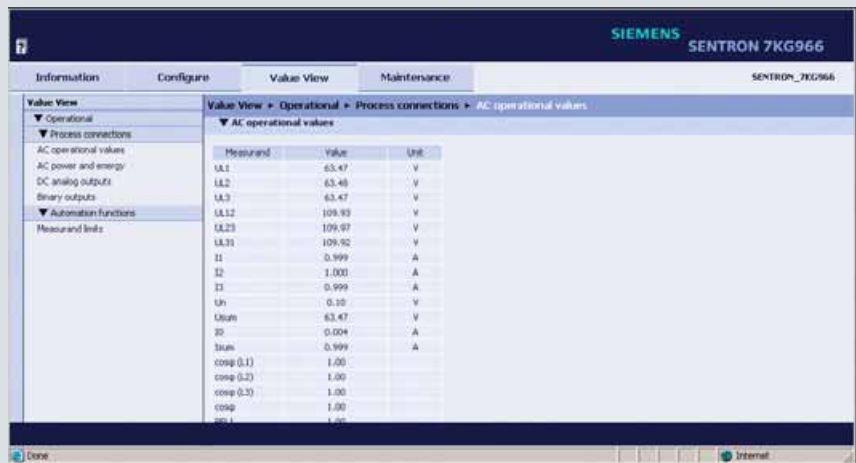 SIEMENS
SENTRON 7KG966
Information Configure Value View Maintenance SENTRON_7KG966
Value View
▼ Operational
▼ Process connections
AC operational values
AC power and energy
DC analog outputs
Binary outputs
▼ Automation functions
Measurand limits
Value View ▸ Operational ▸ Process connections ▸ AC operational values
▼ AC operational values
Measurand Value Unit
UL1 63.47 V
UL2 63.48 V
UL3 63.47 V
UL12 109.93 V
UL23 109.97 V
UL31 109.92 V
I1 0.999 A
I2 1.000 A
I3 0.999 A
Un 0.10 V
Usum 63.47 V
I0 0.004 A
Isum 0.999 A
cosφ (L1) 1.00
cosφ (L2) 1.00
cosφ (L3) 1.00
cosφ 1.00
1.00
Done Internet